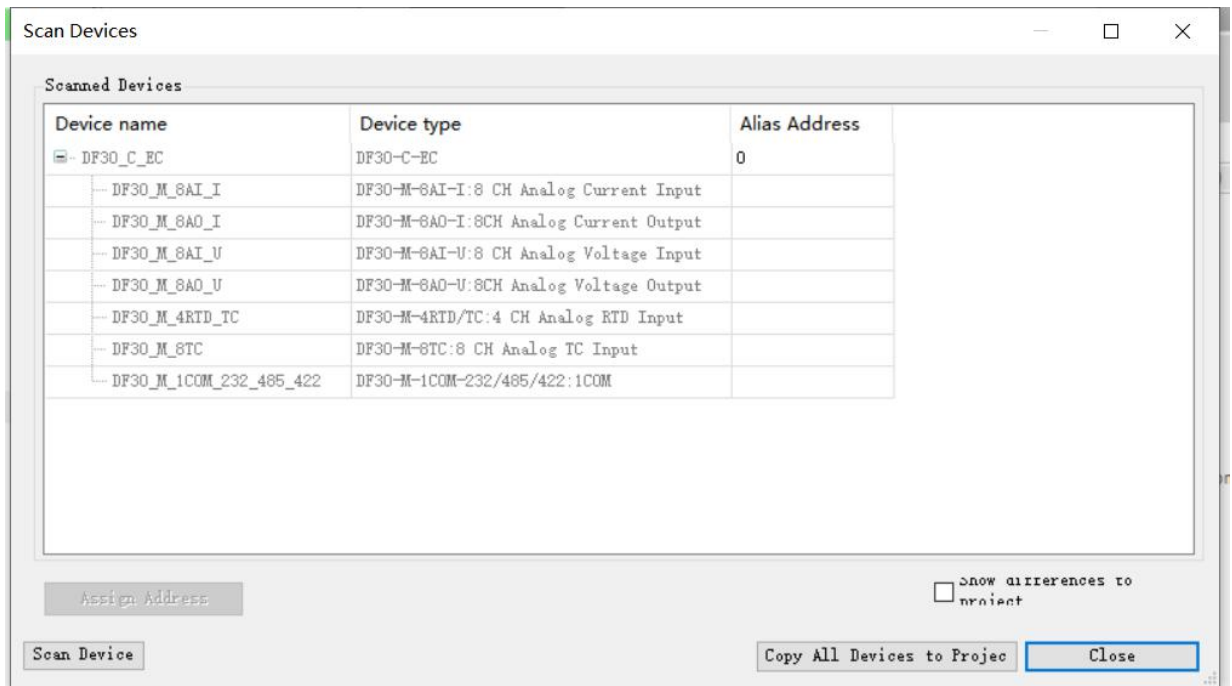 Scan Devices
Scanned Devices
Device name Device type Alias Address
DF30_C_EC DF30-C-EC 0
DF30_M_8AI_I DF30-M-8AI-I:8 CH Analog Current Input
DF30_M_8AO_I DF30-M-8AO-I:8CH Analog Current Output
DF30_M_8AI_U DF30-M-8AI-U:8 CH Analog Voltage Input
DF30_M_8AO_U DF30-M-8AO-U:8CH Analog Voltage Output
DF30_M_4RTD_TC DF30-M-4RTD/TC:4 CH Analog RTD Input
DF30_M_8TC DF30-M-8TC:8 CH Analog TC Input
DF30_M_1COM_232_485_422 DF30-M-1COM-232/485/422:1COM
Assign Address
Show differences to
project
Scan Device
Copy All Devices to Projec
Close